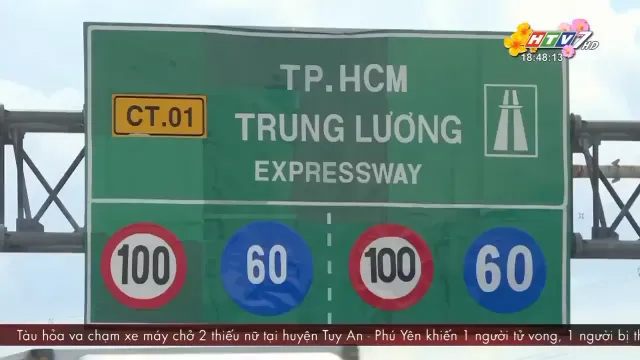 HTV7 HD
18:48:13
TP.HCM
CT.01
TRUNG LƯƠNG
EXPRESSWAY
100 60 100 60
Tàu hỏa va chạm xe máy chở 2 thiếu nữ tại huyện Tuy An - Phú Yên khiến 1 người tử vong, 1 người bị